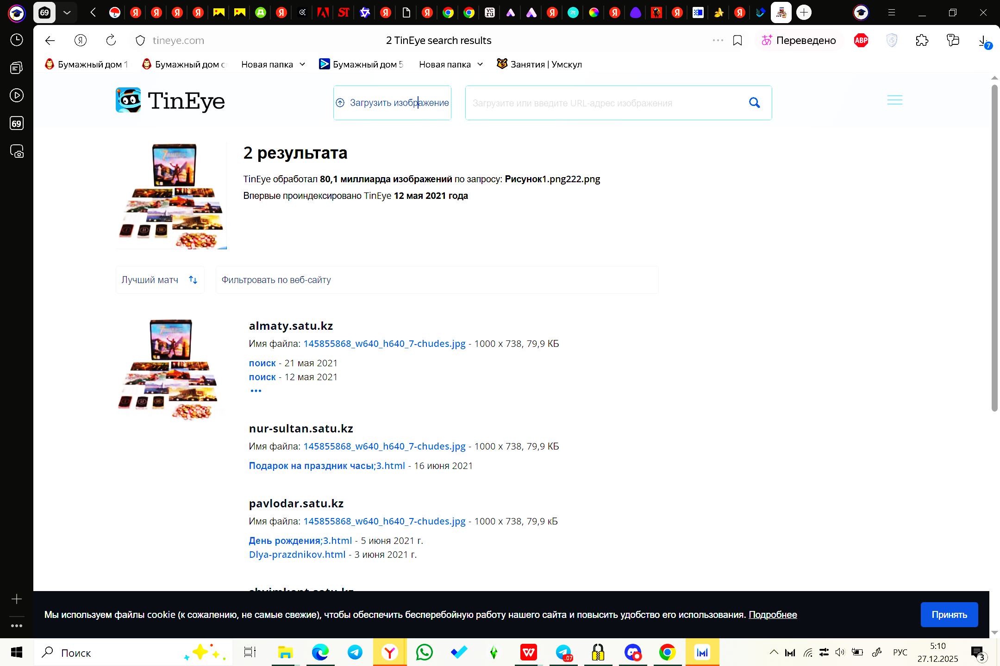 69
tineye.com
2 TinEye search results
Переведено
ABP
7
Бумажный дом 1
Бумажный дом с
Новая папка
Бумажный дом 5
Новая папка
Занятия | Умскул
69
TinEye
Загрузить изображение
Загрузите или введите URL-адрес изображения
2 результата
TinEye обработал 80,1 миллиарда изображений по запросу: Рисунок1.png222.png
Впервые проиндексировано TinEye 12 мая 2021 года
Лучший матч
Фильтровать по веб-сайту
almaty.satu.kz
Имя файла: 145855868_w640_h640_7-chudes.jpg - 1000 x 738, 79,9 КБ
поиск - 21 мая 2021
поиск - 12 мая 2021
nur-sultan.satu.kz
Имя файла: 145855868_w640_h640_7-chudes.jpg - 1000 x 738, 79,9 КБ
Подарок на праздник часы;3.html - 16 июня 2021
pavlodar.satu.kz
Имя файла: 145855868_w640_h640_7-chudes.jpg - 1000 x 738, 79,9 кБ
День рождения;3.html - 5 июня 2021 г.
Dlya-prazdnikov.html - 3 июня 2021 г.
Мы используем файлы cookie (к сожалению, не самые свежие), чтобы обеспечить бесперебойную работу нашего сайта и повысить удобство его использования. Подробнее
Принять
Поиск
РУС
5:10
27.12.2025
3